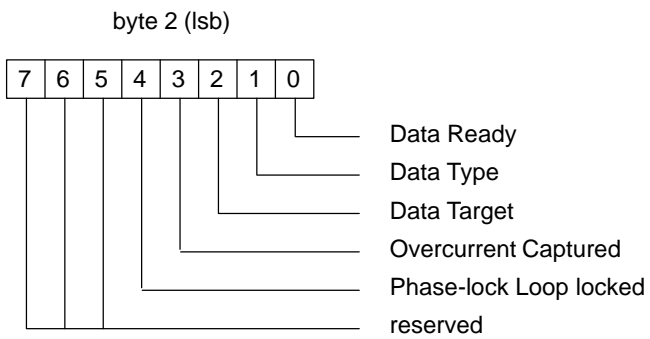 byte 2 (lsb)
7 6 5 4 3 2 1 0
Data Ready
Data Type
Data Target
Overcurrent Captured
Phase-lock Loop locked
reserved